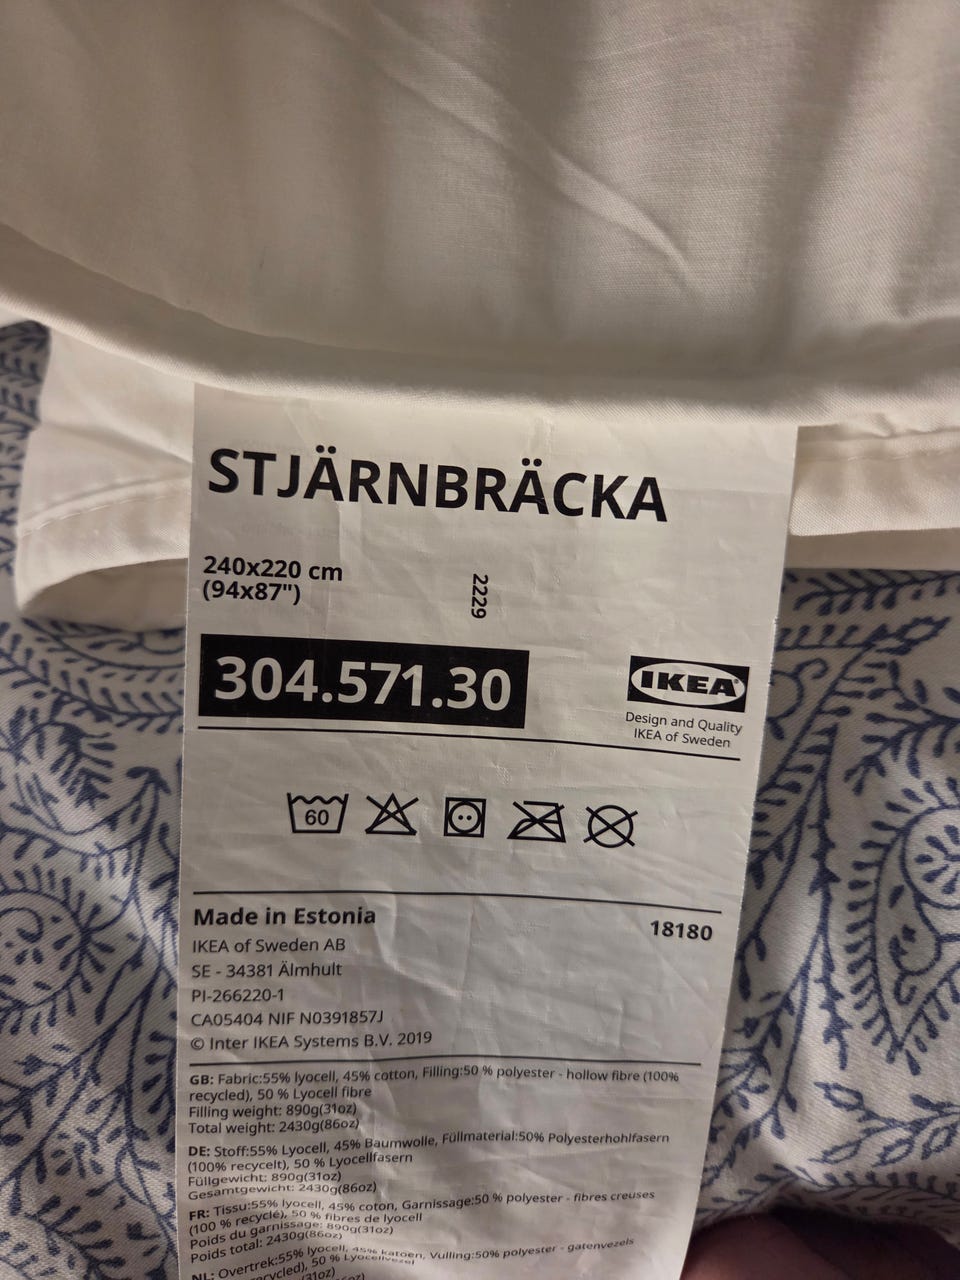 STJÄRNBRÄCKA
240x220 cm
(94x87")
2229
304.571.30
IKEA
Design and Quality
IKEA of Sweden
60
Made in Estonia
18180
IKEA of Sweden AB
SE - 34381 Älmhult
PI-266220-1
CA05404 NIF N0391857J
© Inter IKEA Systems B.V. 2019
GB: Fabric:55% lyocell, 45% cotton, Filling:50 % polyester - hollow fibre (100%
recycled), 50 % Lyocell fibre
Filling weight: 890g(31oz)
Total weight: 2430g(86oz)
DE: Stoff:55% Lyocell, 45% Baumwolle, Füllmaterial:50% Polyesterhohlfasern
(100% recycelt), 50 % Lyocellfasern
Füllgewicht: 890g(31oz)
Gesamtgewicht: 2430g(86oz)
FR: Tissu:55% lyocell, 45% coton, Garnissage:50 % polyester - fibres creuses
(100 % recyclé), 50 % fibres de lyocell
Poids du garnissage: 890g(31oz)
Poids total: 2430g(86oz)
NL: Overtrek:55% lyocell, 45% katoen, Vulling:50% polyester - gatenvezels
50 % Lyocellvezel